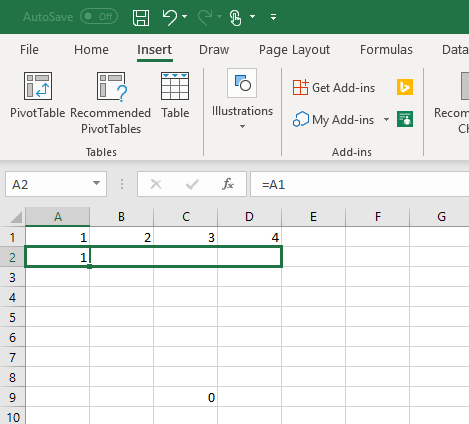 AutoSave Off
File Home Insert Draw Page Layout Formulas Data
PivotTable Recommended PivotTables Table Illustrations Get Add-ins My Add-ins Recom Ch
Tables Add-ins
A2 fx =A1
A B C D E F G
1 1 2 3 4
2 1
3
4
5
6
7
8
9 0
10